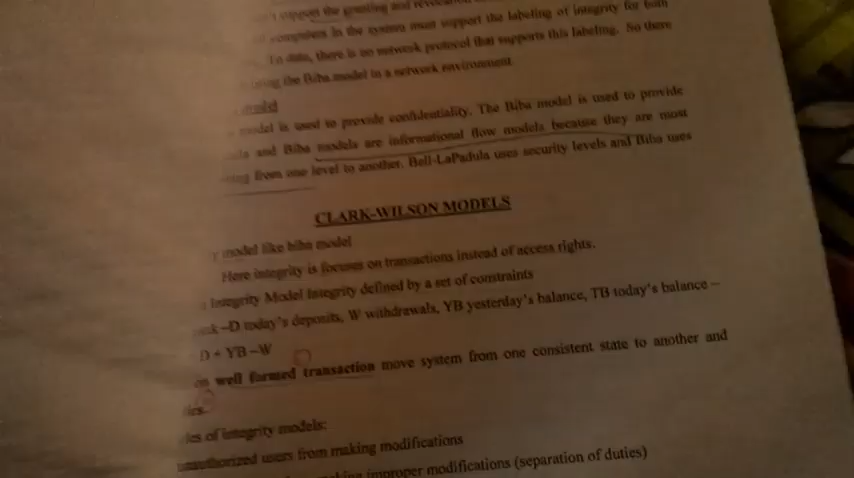 support the granting and
computers in the system must support the labeling of integrity for both
To date, there is no network protocol that supports this labeling. So there
using the Biba model in a network environment
model is used to provide confidentiality. The Biba model is used to provide
and Biba models are informational flow models because they are most
from one level to another. Bell-LaPadula uses security levels and Biba uses
CLARK-WILSON MODELS
model like biba model
Here integrity is focuses on transactions instead of access rights.
Integrity Model Integrity defined by a set of constraints
D today's deposits, W withdrawals, YB yesterday's balance, TB today's balance –
D + YB – W
on well formed transaction move system from one consistent state to another and
of integrity models:
unauthorized users from making modifications
improper modifications (separation of duties)